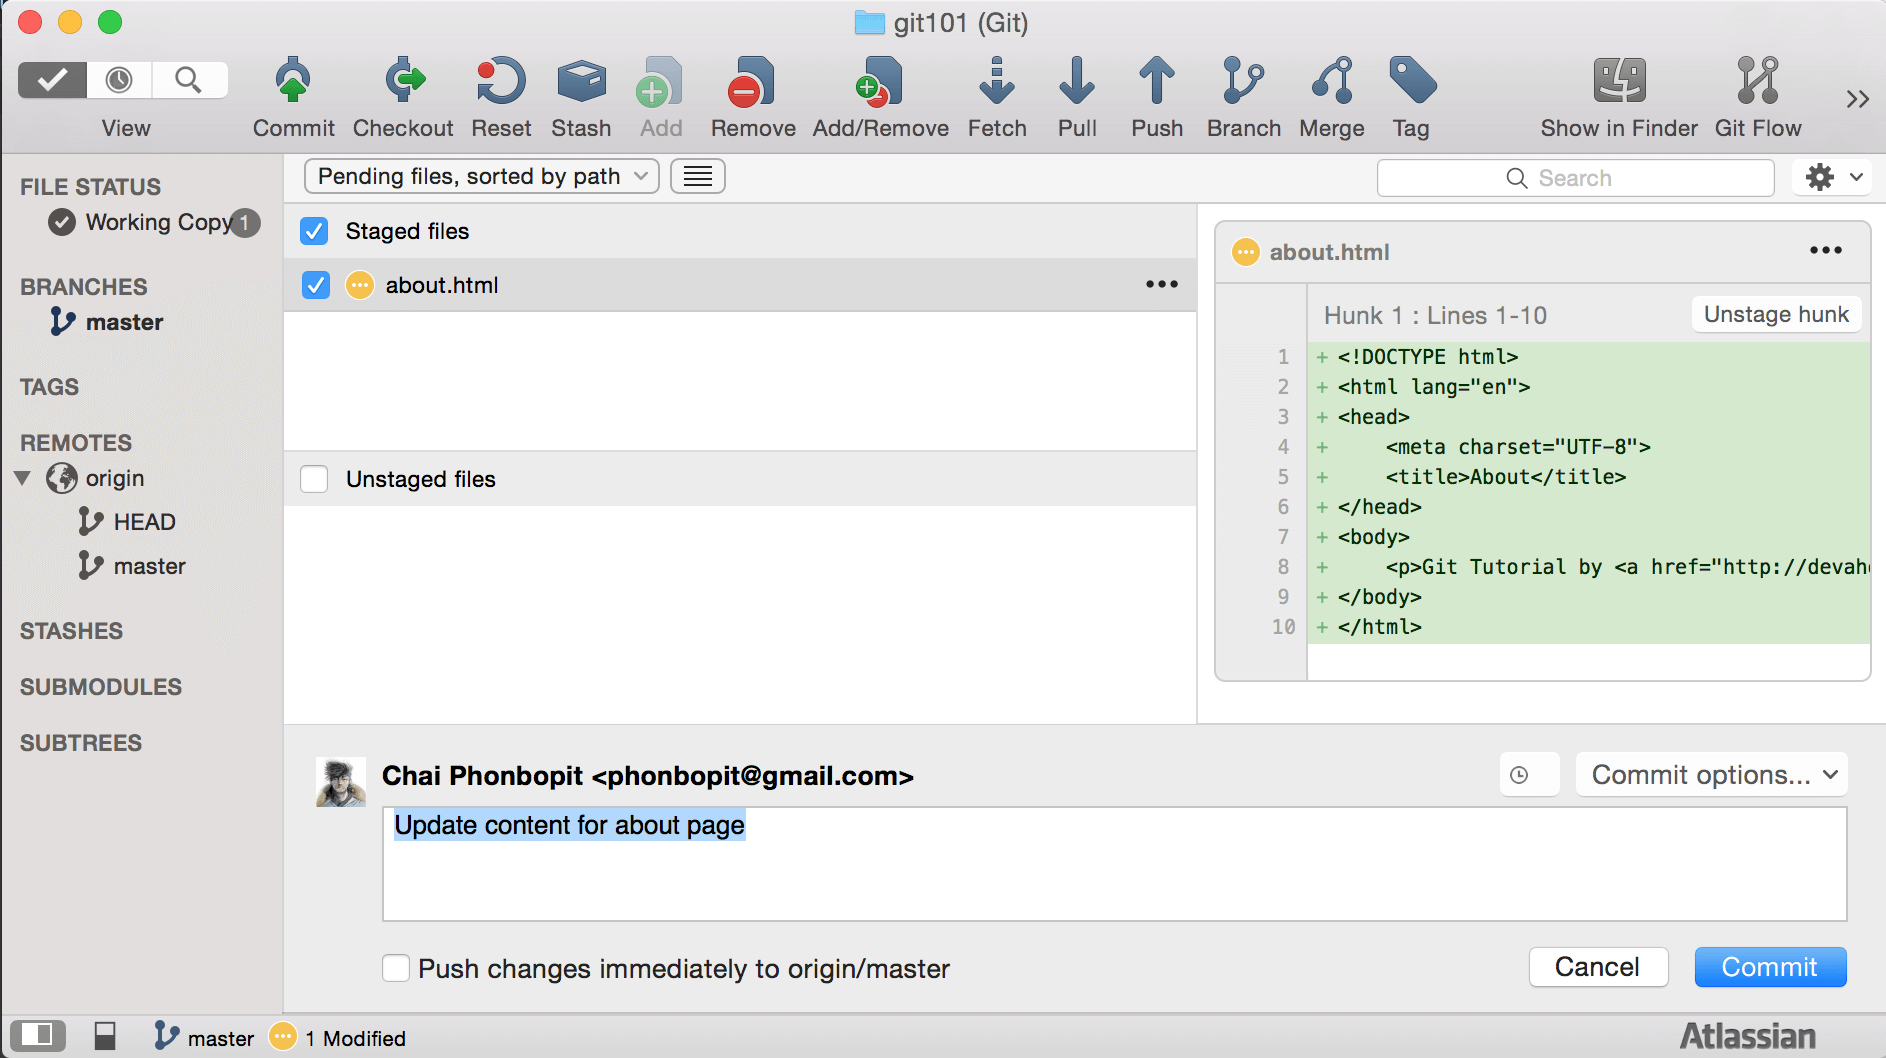 git101 (Git)
View
Commit
Checkout
Reset
Stash
Add
Remove
Add/Remove
Fetch
Pull
Push
Branch
Merge
Tag
Show in Finder
Git Flow
FILE STATUS
Working Copy 1
BRANCHES
master
TAGS
REMOTES
origin
HEAD
master
STASHES
SUBMODULES
SUBTREES
Pending files, sorted by path
Search
Staged files
about.html
Unstaged files
about.html
Hunk 1 : Lines 1-10
Unstage hunk
1 + <!DOCTYPE html>
2 + <html lang="en">
3 + <head>
4 +     <meta charset="UTF-8">
5 +     <title>About</title>
6 + </head>
7 + <body>
8 +     <p>Git Tutorial by <a href="http://devah
9 + </body>
10 + </html>
Chai Phonbopit <phonbopit@gmail.com>
Commit options...
Update content for about page
Push changes immediately to origin/master
Cancel
Commit
master
1 Modified
Atlassian